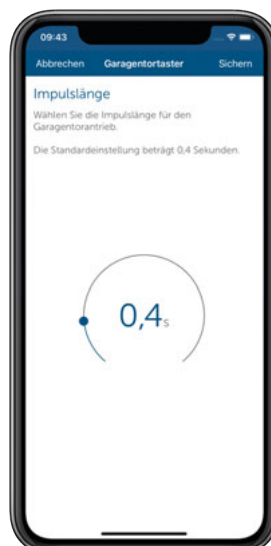 09:43
Abbrechen Garagentortaster Sichern
Impulslänge
Wählen Sie die Impulslänge für den
Garagentorantrieb.
Die Standardeinstellung beträgt 0,4 Sekunden.
0,4s